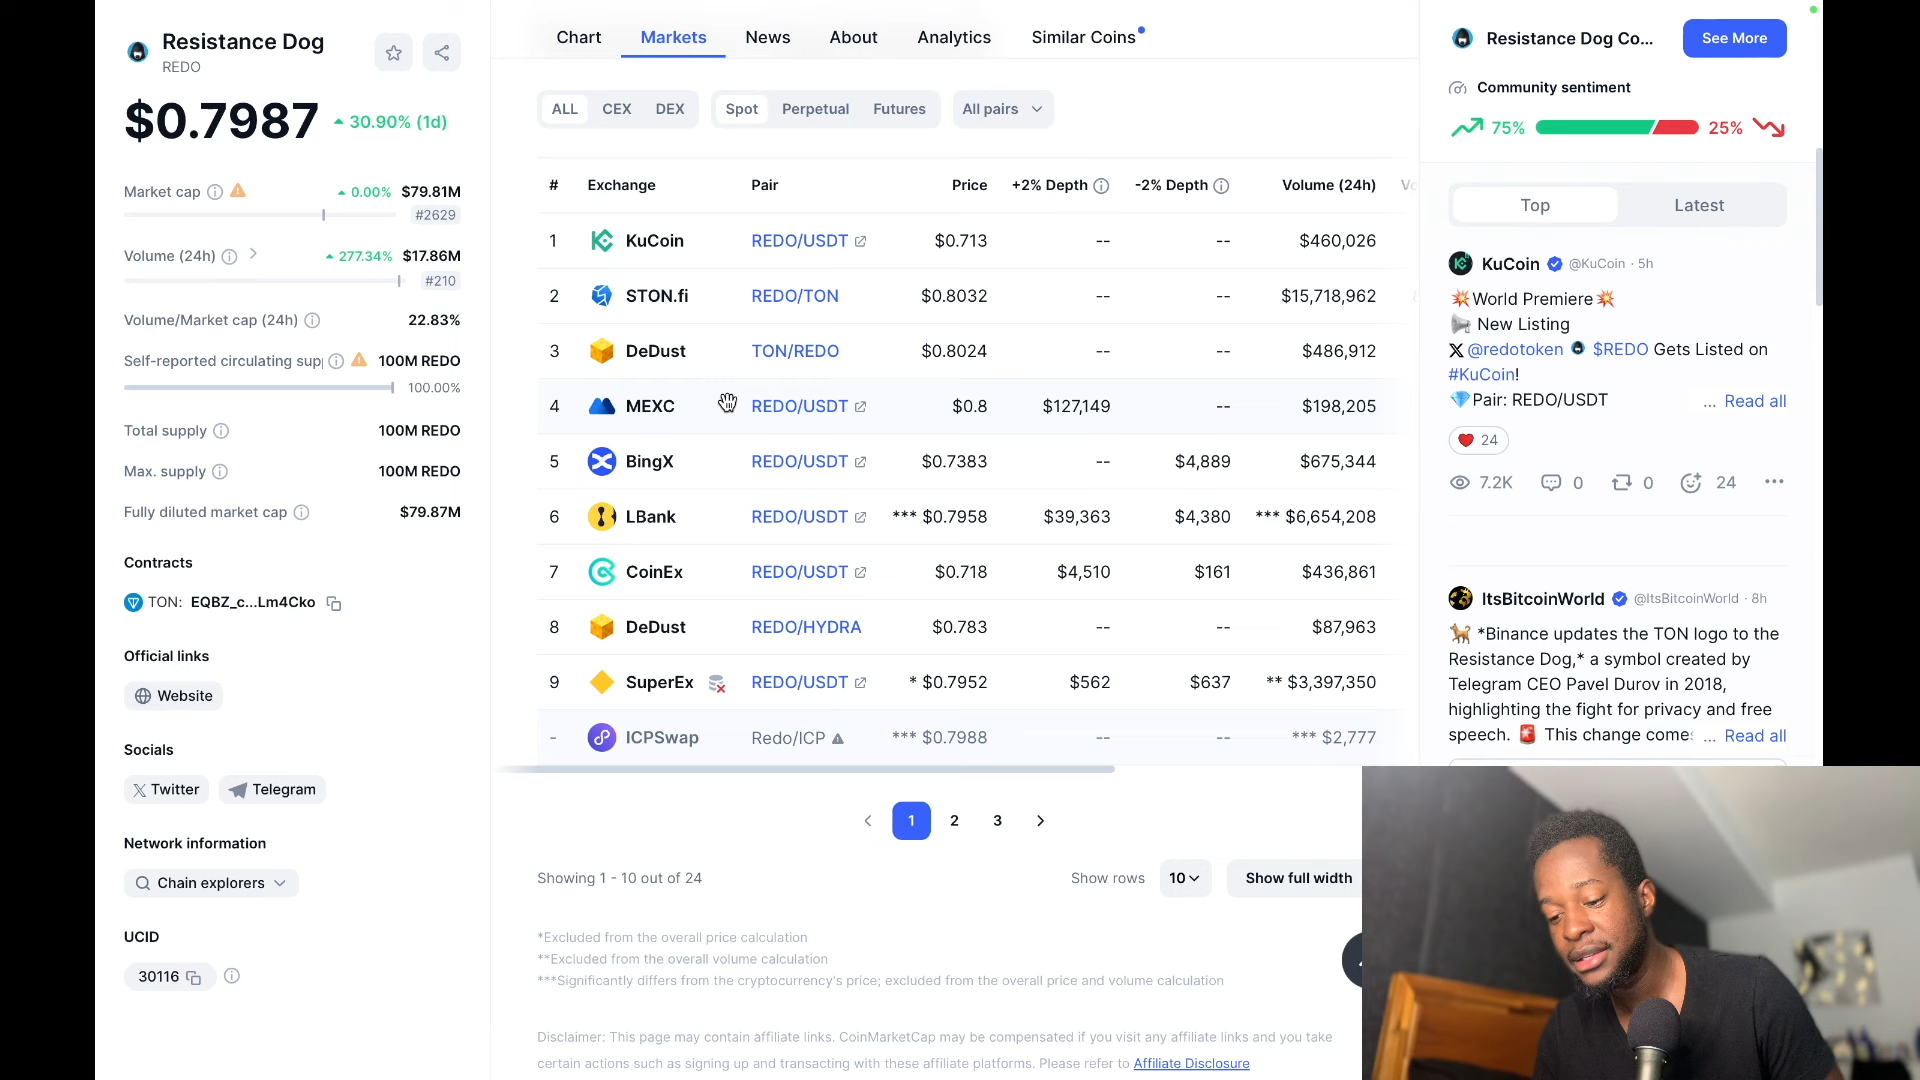 Resistance Dog
REDO
$0.7987 30.90% (1d)
Market cap 0.00% $79.81M
#2629
Volume (24h) 277.34% $17.86M
#210
Volume/Market cap (24h) 22.83%
Self-reported circulating sup 100M REDO
100.00%
Total supply 100M REDO
Max. supply 100M REDO
Fully diluted market cap $79.87M
Contracts
TON: EQBZ_c...Lm4Cko
Official links
Website
Socials
Twitter Telegram
Network information
Chain explorers
UCID
30116
Chart Markets News About Analytics Similar Coins
ALL CEX DEX Spot Perpetual Futures All pairs
# Exchange Pair Price +2% Depth -2% Depth Volume (24h)
1 KuCoin REDO/USDT $0.713 -- -- $460,026
2 STON.fi REDO/TON $0.8032 -- -- $15,718,962
3 DeDust TON/REDO $0.8024 -- -- $486,912
4 MEXC REDO/USDT $0.8 $127,149 -- $198,205
5 BingX REDO/USDT $0.7383 -- $4,889 $675,344
6 LBank REDO/USDT *** $0.7958 $39,363 $4,380 *** $6,654,208
7 CoinEx REDO/USDT $0.718 $4,510 $161 $436,861
8 DeDust REDO/HYDRA $0.783 -- -- $87,963
9 SuperEx REDO/USDT * $0.7952 $562 $637 ** $3,397,350
- ICPSwap Redo/ICP *** $0.7988 -- -- *** $2,777
1 2 3
Showing 1 - 10 out of 24 Show rows 10 Show full width
*Excluded from the overall price calculation
**Excluded from the overall volume calculation
***Significantly differs from the cryptocurrency's price; excluded from the overall price and volume calculation
Disclaimer: This page may contain affiliate links. CoinMarketCap may be compensated if you visit any affiliate links and you take
certain actions such as signing up and transacting with these affiliate platforms. Please refer to Affiliate Disclosure
Resistance Dog Co... See More
Community sentiment
75% 25%
Top Latest
KuCoin @KuCoin · 5h
💥World Premiere💥
📢 New Listing
X @redotoken $REDO Gets Listed on
#KuCoin!
💎Pair: REDO/USDT ... Read all
❤️ 24
7.2K 0 0 24
ItsBitcoinWorld @ItsBitcoinWorld · 8h
🐕 *Binance updates the TON logo to the
Resistance Dog,* a symbol created by
Telegram CEO Pavel Durov in 2018,
highlighting the fight for privacy and free
speech. 🚨 This change come ... Read all